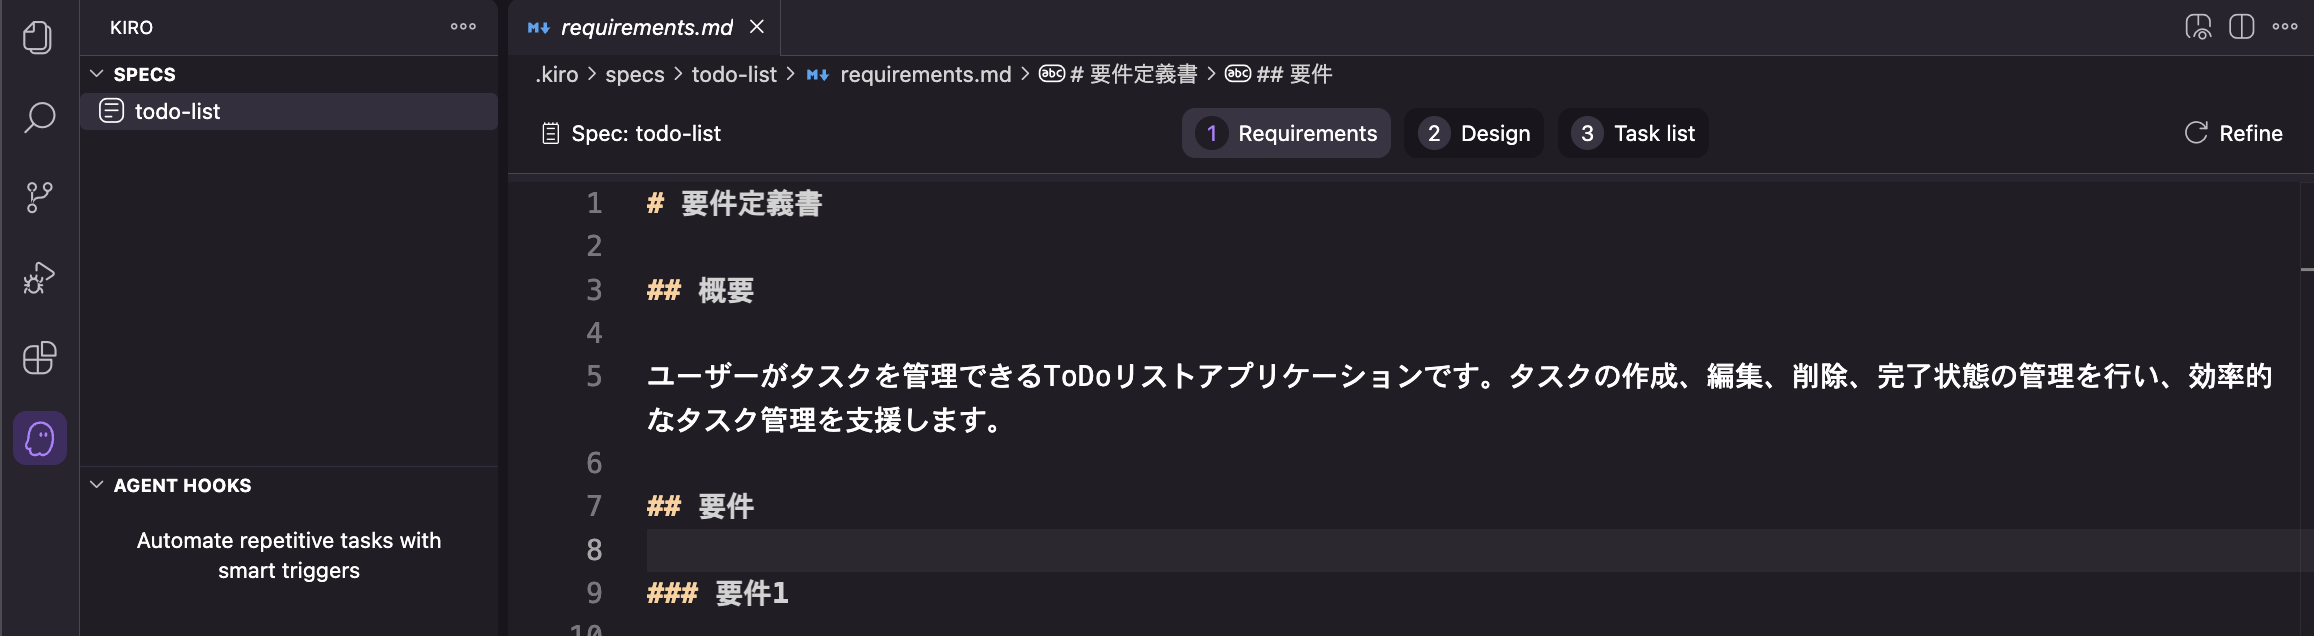 KIRO
SPECS
todo-list
AGENT HOOKS
Automate repetitive tasks with
smart triggers
requirements.md
.kiro > specs > todo-list > requirements.md > abc # 要件定義書 > abc ## 要件
Spec: todo-list
1 Requirements
2 Design
3 Task list
Refine
1 # 要件定義書
2
3 ## 概要
4
5 ユーザーがタスクを管理できるToDoリストアプリケーションです。タスクの作成、編集、削除、完了状態の管理を行い、効率的
なタスク管理を支援します。
6
7 ## 要件
8
9 ### 要件1
10